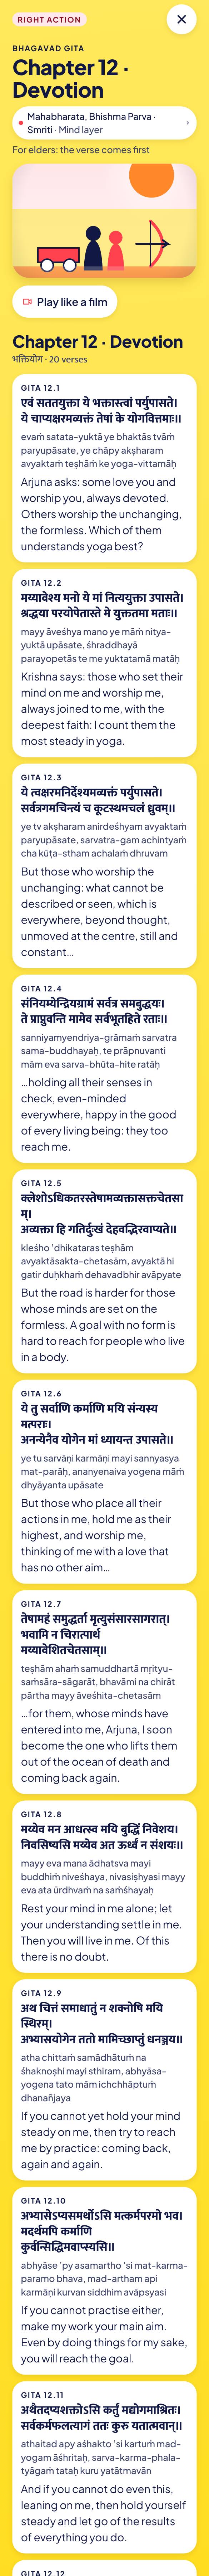 RIGHT ACTION
BHAGAVAD GITA
Chapter 12 ·
Devotion
Mahabharata, Bhishma Parva ·
Smriti · Mind layer
For elders: the verse comes first
Play like a film
Chapter 12 · Devotion
भक्तियोग · 20 verses
GITA 12.1
एवं सततयुक्ता ये भक्तास्त्वां पर्युपासते।
ये चाप्यक्षरमव्यक्तं तेषां के योगवित्तमाः॥
evaṁ satata-yuktā ye bhaktās tvāṁ
paryupāsate, ye chāpy akṣharam
avyaktaṁ teṣhāṁ ke yoga-vittamāḥ
Arjuna asks: some love you and
worship you, always devoted.
Others worship the unchanging,
the formless. Which of them
understands yoga best?
GITA 12.2
मय्यावेश्य मनो ये मां नित्ययुक्ता उपासते।
श्रद्धया परयोपेतास्ते मे युक्ततमा मताः॥
mayy āveśhya mano ye māṁ nitya-
yuktā upāsate, śhraddhayā
parayopetās te me yuktatamā matāḥ
Krishna says: those who set their
mind on me and worship me,
always joined to me, with the
deepest faith: I count them the
most steady in yoga.
GITA 12.3
ये त्वक्षरमनिर्देश्यमव्यक्तं पर्युपासते।
सर्वत्रगमचिन्त्यं च कूटस्थमचलं ध्रुवम्॥
ye tv akṣharam anirdeśhyam avyaktaṁ
paryupāsate, sarvatra-gam achintyaṁ
cha kūṭa-stham achalaṁ dhruvam
But those who worship the
unchanging: what cannot be
described or seen, which is
everywhere, beyond thought,
unmoved at the centre, still and
constant…
GITA 12.4
संनियम्येन्द्रियग्रामं सर्वत्र समबुद्धयः।
ते प्राप्नुवन्ति मामेव सर्वभूतहिते रताः॥
sanniyamyendriya-grāmaṁ sarvatra
sama-buddhayaḥ, te prāpnuvanti
mām eva sarva-bhūta-hite ratāḥ
…holding all their senses in
check, even-minded
everywhere, happy in the good
of every living being: they too
reach me.
GITA 12.5
क्लेशोऽधिकतरस्तेषामव्यक्तासक्तचेतसा
म्।
अव्यक्ता हि गतिर्दुःखं देहवद्भिरवाप्यते॥
kleśho 'dhikataras teṣhām
avyaktāsakta-chetasām, avyaktā hi
gatir duḥkhaṁ dehavadbhir avāpyate
But the road is harder for those
whose minds are set on the
formless. A goal with no form is
hard to reach for people who live
in a body.
GITA 12.6
ये तु सर्वाणि कर्माणि मयि संन्यस्य
मत्पराः।
अनन्येनैव योगेन मां ध्यायन्त उपासते॥
ye tu sarvāṇi karmāṇi mayi sannyasya
mat-parāḥ, ananyenaiva yogena māṁ
dhyāyanta upāsate
But those who place all their
actions in me, hold me as their
highest, and worship me,
thinking of me with a love that
has no other aim…
GITA 12.7
तेषामहं समुद्धर्ता मृत्युसंसारसागरात्।
भवामि न चिरात्पार्थ
मय्यावेशितचेतसाम्॥
teṣhām ahaṁ samuddhartā mṛityu-
saṁsāra-sāgarāt, bhavāmi na chirāt
pārtha mayy āveśhita-chetasām
…for them, whose minds have
entered into me, Arjuna, I soon
become the one who lifts them
out of the ocean of death and
coming back again.
GITA 12.8
मय्येव मन आधत्स्व मयि बुद्धिं निवेशय।
निवसिष्यसि मय्येव अत ऊर्ध्वं न संशयः॥
mayy eva mana ādhatsva mayi
buddhiṁ niveśhaya, nivasiṣhyasi mayy
eva ata ūrdhvaṁ na saṁśhayaḥ
Rest your mind in me alone; let
your understanding settle in me.
Then you will live in me. Of this
there is no doubt.
GITA 12.9
अथ चित्तं समाधातुं न शक्नोषि मयि
स्थिरम्।
अभ्यासयोगेन ततो मामिच्छाप्तुं धनञ्जय॥
atha chittaṁ samādhātuṁ na
śhaknoṣhi mayi sthiram, abhyāsa-
yogena tato mām ichchhāptuṁ
dhanañjaya
If you cannot yet hold your mind
steady on me, then try to reach
me by practice: coming back,
again and again.
GITA 12.10
अभ्यासेऽप्यसमर्थोऽसि मत्कर्मपरमो भव।
मदर्थमपि कर्माणि
कुर्वन्सिद्धिमवाप्स्यसि॥
abhyāse 'py asamartho 'si mat-karma-
paramo bhava, mad-artham api
karmāṇi kurvan siddhim avāpsyasi
If you cannot practise either,
make my work your main aim.
Even by doing things for my sake,
you will reach the goal.
GITA 12.11
अथैतदप्यशक्तोऽसि कर्तुं मद्योगमाश्रितः।
सर्वकर्मफलत्यागं ततः कुरु यतात्मवान्॥
athaitad apy aśhakto 'si kartuṁ mad-
yogam āśhritaḥ, sarva-karma-phala-
tyāgaṁ tataḥ kuru yatātmavān
And if you cannot do even this,
leaning on me, then hold yourself
steady and let go of the results
of everything you do.
GITA 12.12